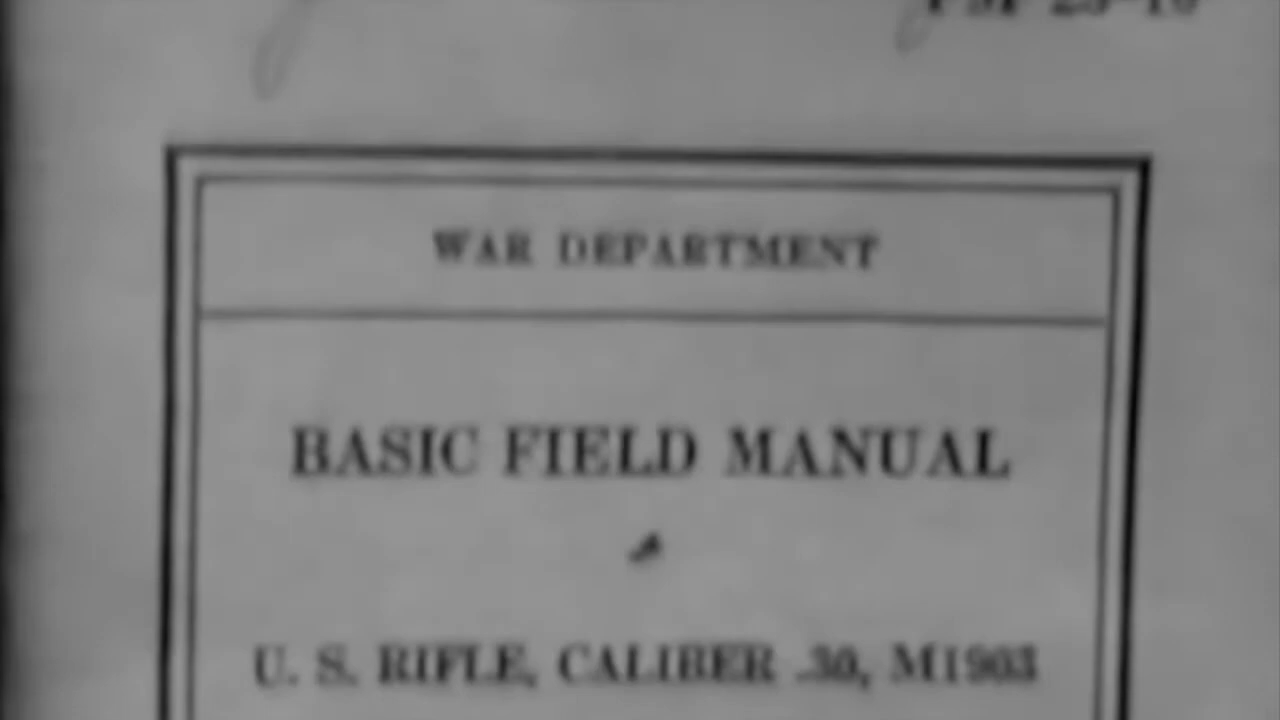 WAR DEPARTMENT
BASIC FIELD MANUAL
U. S. RIFLE, CALIBER .30, M1903